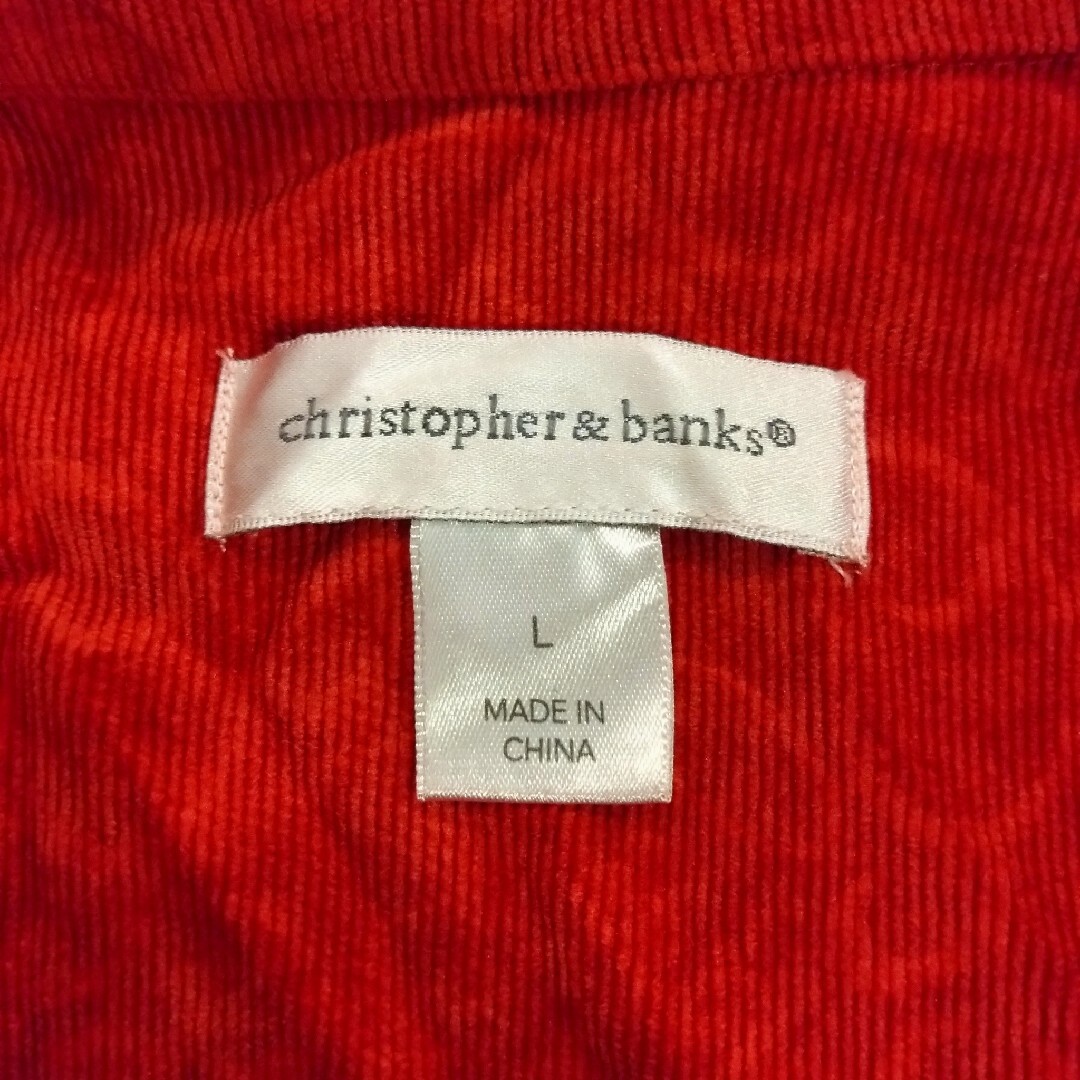 christopher & banks®
L
MADE IN
CHINA